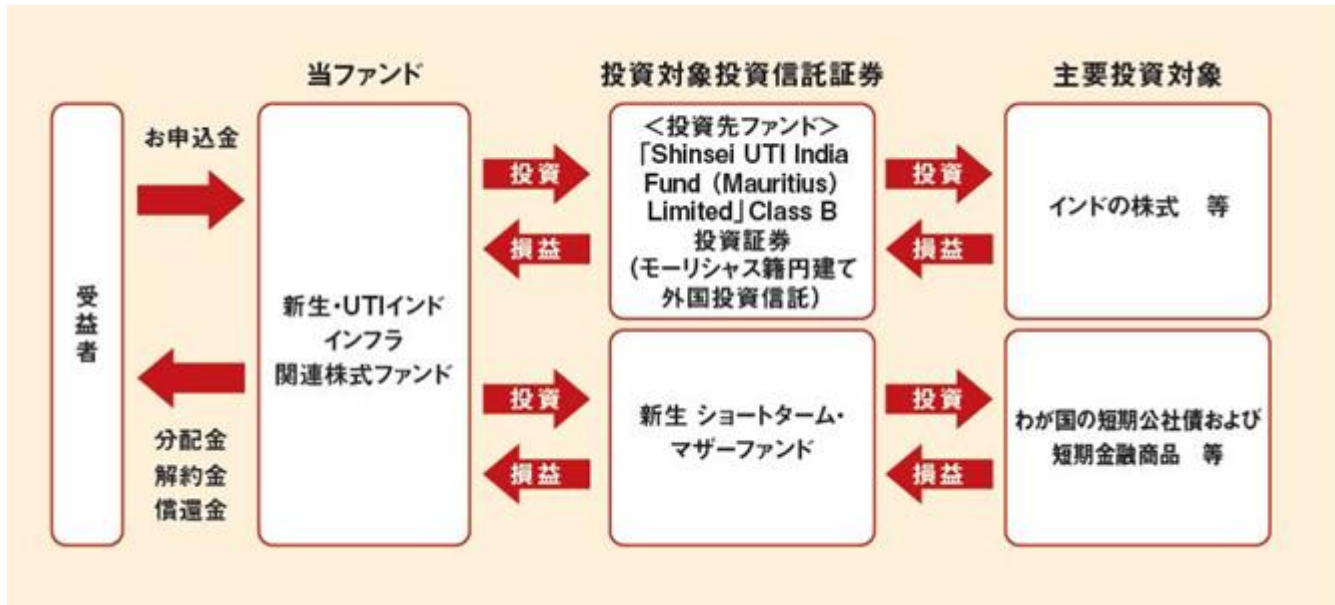 当ファンド
投資対象投資信託証券
主要投資対象
受益者
お申込金
分配金
解約金
償還金
新生・UTIインド
インフラ
関連株式ファンド
投資
損益
<投資先ファンド>
「Shinsei UTI India
Fund (Mauritius)
Limited」Class B
投資証券
(モーリシャス籍円建て
外国投資信託)
投資
損益
インドの株式 等
投資
損益
新生 ショートターム・
マザーファンド
投資
損益
わが国の短期公社債および
短期金融商品 等